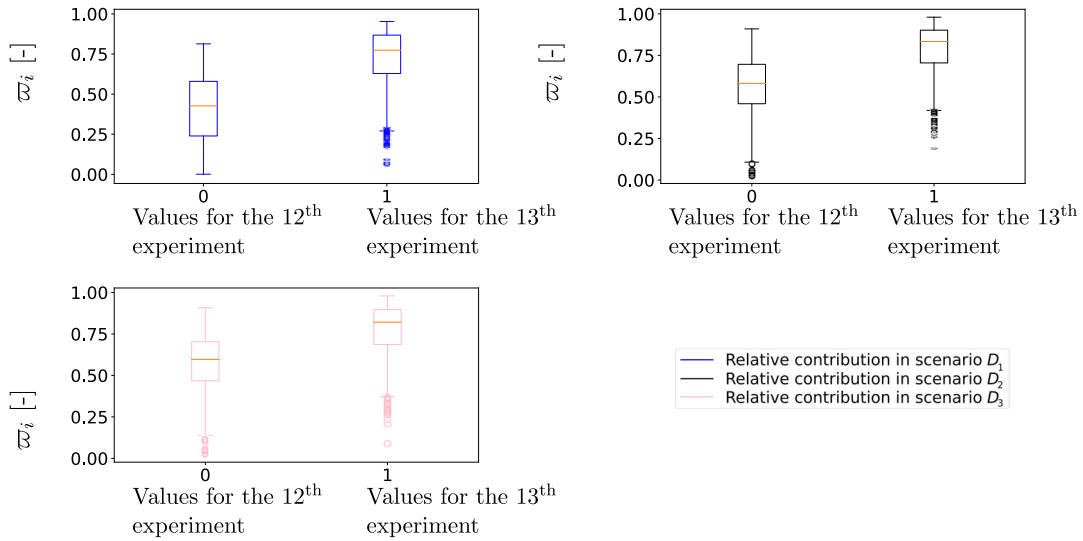 1.00
0.75
0.50
0.25
0.00
ϖi [-]
0
1
Values for the 12th
experiment
Values for the 13th
experiment
1.00
0.75
0.50
0.25
0.00
ϖi [-]
0
1
Values for the 12th
experiment
Values for the 13th
experiment
1.00
0.75
0.50
0.25
0.00
ϖi [-]
0
1
Values for the 12th
experiment
Values for the 13th
experiment
Relative contribution in scenario D1
Relative contribution in scenario D2
Relative contribution in scenario D3